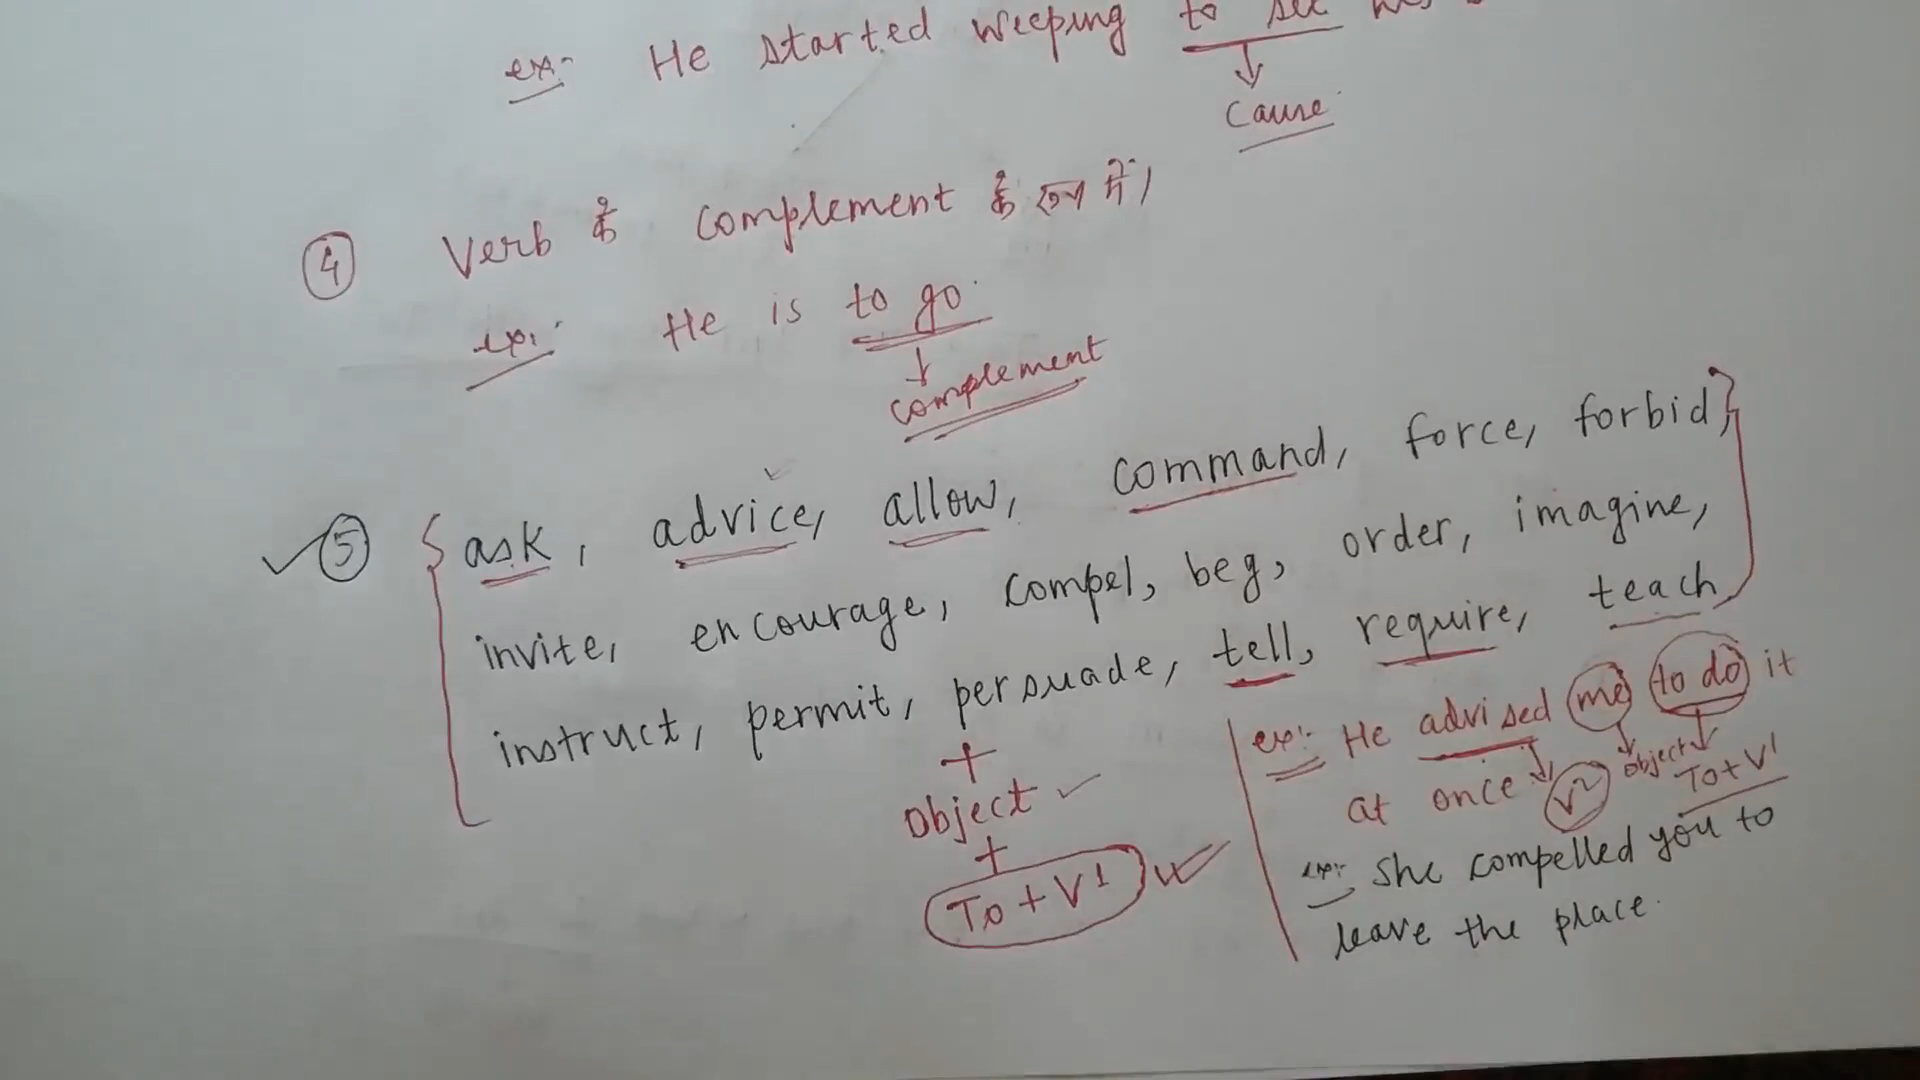 ex:- He started weeping to see
↓
Cause
④ Verb के complement के रूप में।
ex:- He is to go.
↓
complement
⑤ { ask, advice, allow, command, force, forbid,
invite, encourage, compel, beg, order, imagine,
instruct, permit, persuade, tell, require, teach }
+
Object
+
To + V¹
ex:- He advised me to do it
at once
V²
object
To + V¹
ex:- She compelled you to
leave the place.